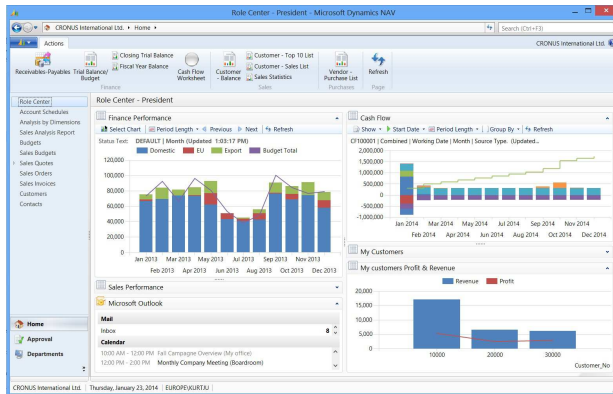 Role Center - President - Microsoft Dynamics NAV
CRONUS International Ltd. Home
Search (Ctrl+F3)
Actions
CRONUS International Ltd.
Receivables-Payables
Trial Balance/ Budget
Closing Trial Balance
Fiscal Year Balance
Cash Flow Worksheet
Finance
Customer - Balance
Customer - Top 10 List
Customer - Sales List
Sales Statistics
Sales
Vendor - Purchase List
Purchases
Refresh
Page
Role Center
Account Schedules
Analysis by Dimensions
Sales Analysis Report
Budgets
Sales Budgets
Sales Quotes
Sales Orders
Sales Invoices
Customers
Contacts
Home
Approval
Departments
Role Center - President
Finance Performance
Select Chart Period Length Previous Next Refresh
Status Text: DEFAULT | Month (Updated 1:03:17 PM)
Domestic EU Export Budget Total
120,000
100,000
80,000
60,000
40,000
20,000
0
Jan 2013 Mar 2013 May 2013 Jul 2013 Sep 2013 Nov 2013
Feb 2013 Apr 2013 Jun 2013 Aug 2013 Oct 2013 Dec 2013
Sales Performance
Microsoft Outlook
Mail
Inbox 8
Calendar
10:00 AM - 12:00 PM Fall Campagne Overview (My office)
12:00 PM - 2:00 PM Monthly Company Meeting (Boardroom)
Cash Flow
Show Start Date Period Length Group By Refresh
CF100001 | Combined | Working Date | Month | Source Type. (Updated...
2,000,000
1,500,000
1,000,000
500,000
0
-500,000
-1,000,000
Jan 2014 Mar 2014 May 2014 Jul 2014 Sep 2014 Nov 2014
Feb 2014 Apr 2014 Jun 2014 Aug 2014 Oct 2014 Dec 2014
My Customers
My customers Profit & Revenue
Revenue Profit
20,000
15,000
10,000
5,000
0
10000 20000 30000
Customer_No
CRONUS International Ltd. Thursday, January 23, 2014 EUROPE\KURTJU